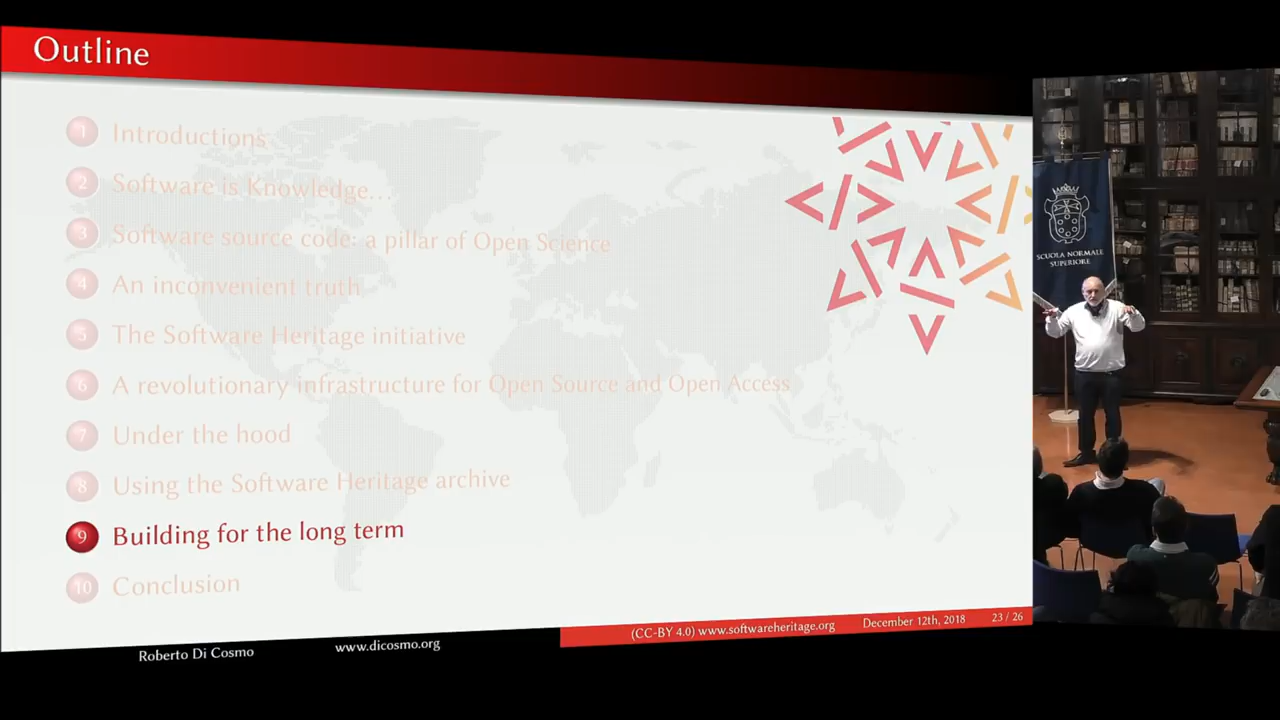 Outline
1 Introductions
2 Software is Knowledge...
3 Software source code: a pillar of Open Science
4 An inconvenient truth
5 The Software Heritage initiative
6 A revolutionary infrastructure for Open Source and Open Access
7 Under the hood
8 Using the Software Heritage archive
9 Building for the long term
10 Conclusion
Roberto Di Cosmo
www.dicosmo.org
(CC-BY 4.0) www.softwareheritage.org
December 12th, 2018
23 / 26
SCUOLA NORMALE
SUPERIORE